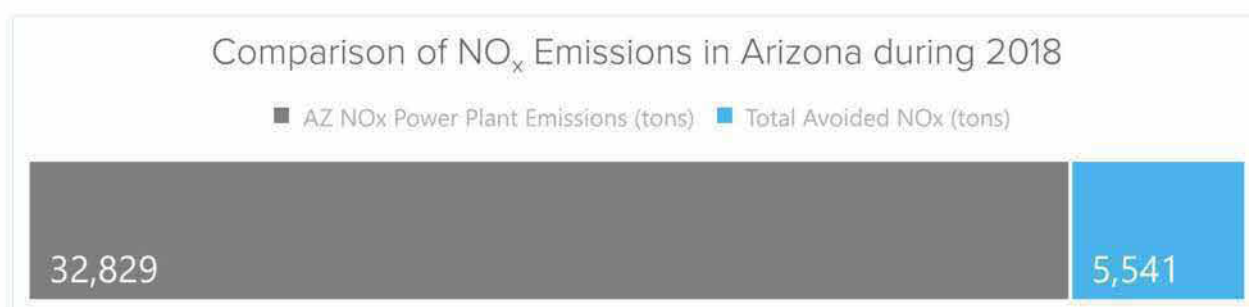 Comparison of NOx Emissions in Arizona during 2018
AZ NOx Power Plant Emissions (tons) Total Avoided NOx (tons)
32,829 5,541